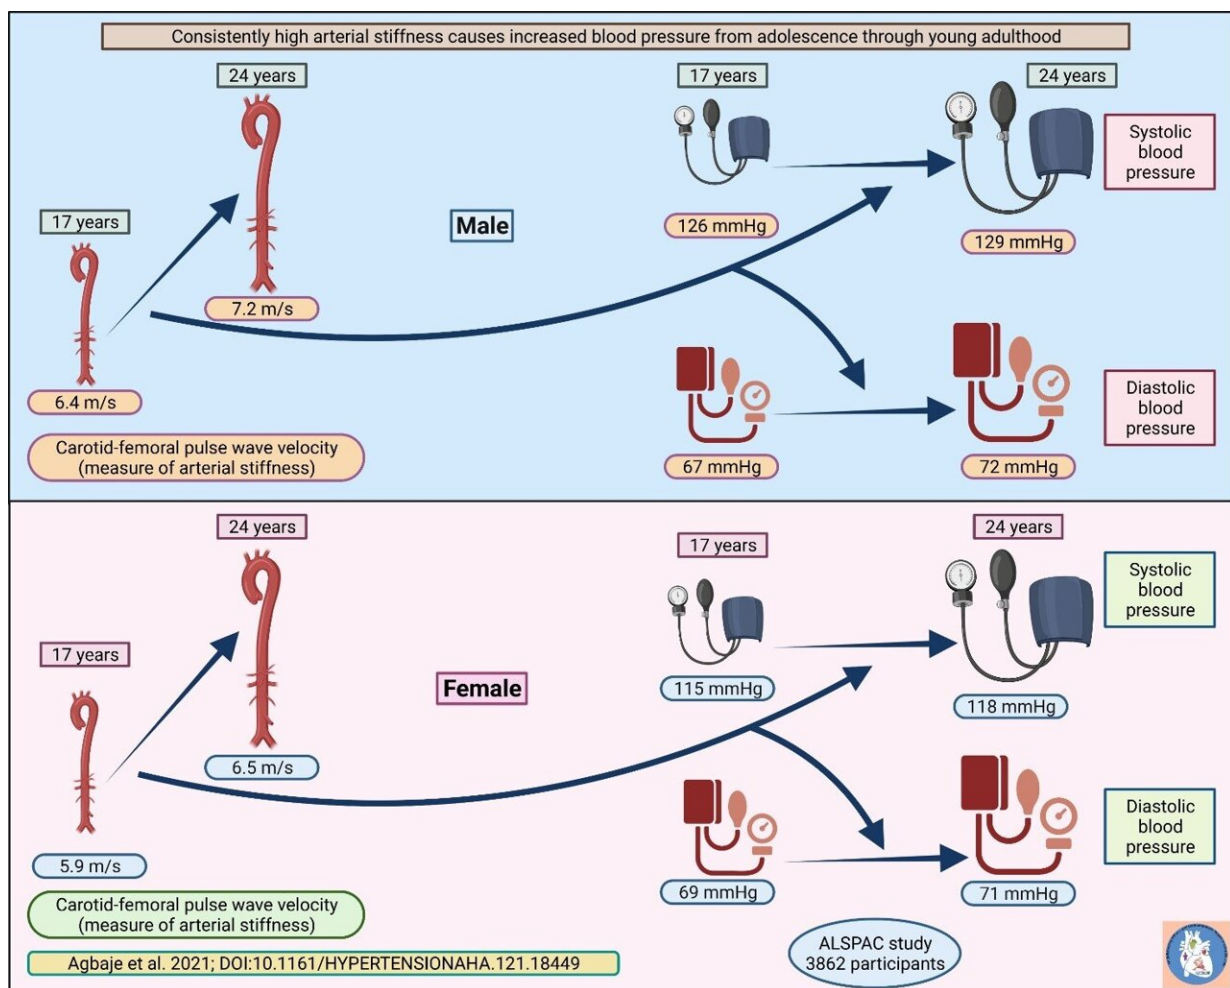 Consistently high arterial stiffness causes increased blood pressure from adolescence through young adulthood
24 years
17 years
24 years
Systolic
blood
pressure
17 years
Male
126 mmHg
129 mmHg
7.2 m/s
6.4 m/s
Diastolic
blood
pressure
Carotid-femoral pulse wave velocity
(measure of arterial stiffness)
67 mmHg
72 mmHg
24 years
17 years
24 years
Systolic
blood
pressure
17 years
Female
115 mmHg
118 mmHg
6.5 m/s
Diastolic
blood
pressure
5.9 m/s
69 mmHg
71 mmHg
Carotid-femoral pulse wave velocity
(measure of arterial stiffness)
ALSPAC study
3862 participants
Agbaje et al. 2021; DOI:10.1161/HYPERTENSIONAHA.121.18449